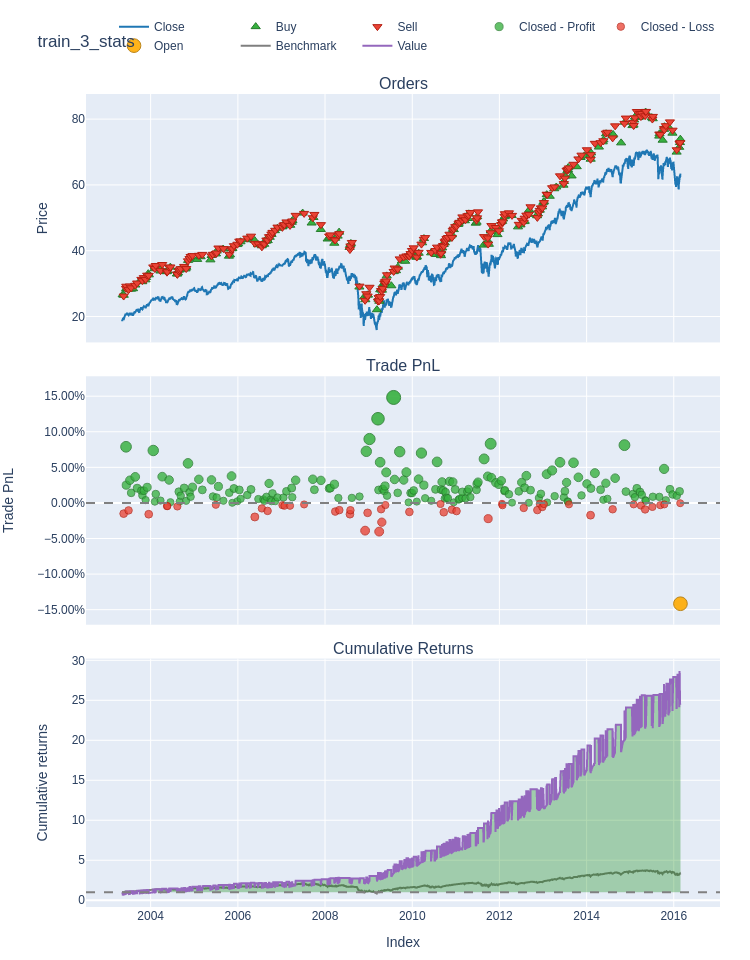 train_3_stats
Close Buy Sell Closed - Profit Closed - Loss
Open Benchmark Value
Orders
80
60
40
20
Price
Trade PnL
15.00%
10.00%
5.00%
0.00%
−5.00%
−10.00%
−15.00%
Trade PnL
Cumulative Returns
30
25
20
15
10
5
0
Cumulative returns
2004 2006 2008 2010 2012 2014 2016
Index